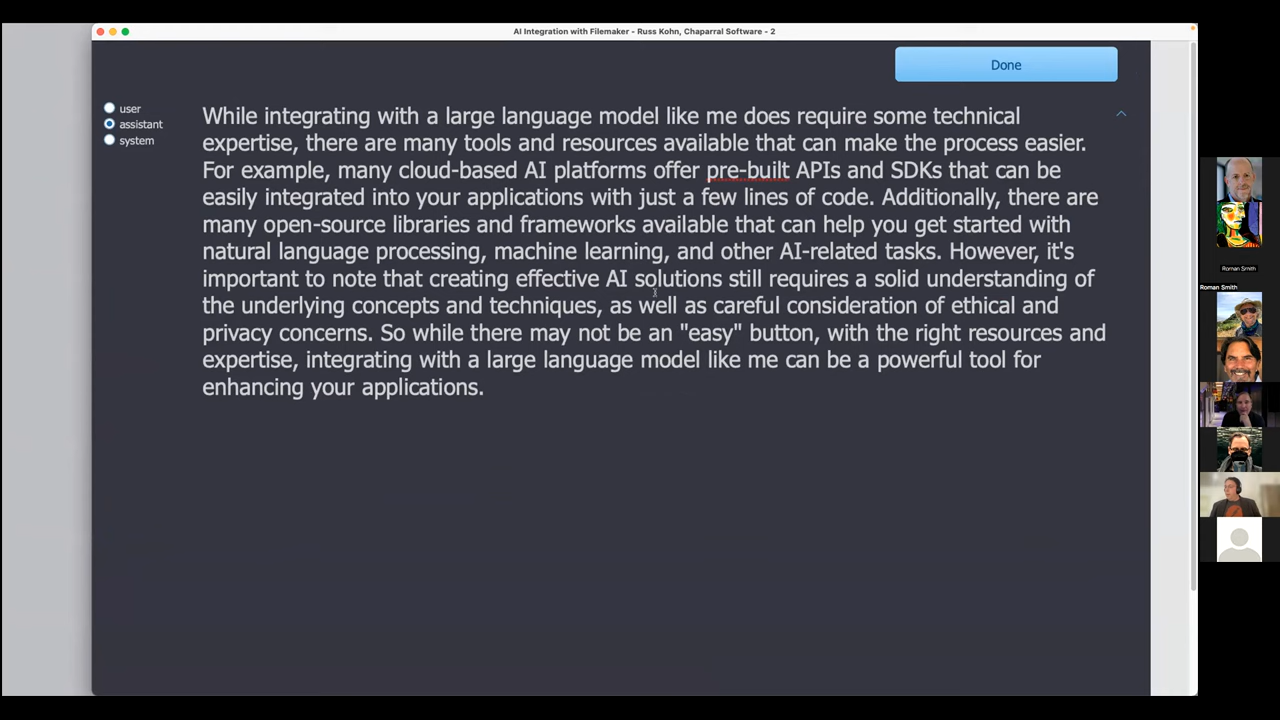 AI Integration with Filemaker - Russ Kohn, Chaparral Software - 2
Done
user
assistant
system
While integrating with a large language model like me does require some technical
expertise, there are many tools and resources available that can make the process easier.
For example, many cloud-based AI platforms offer pre-built APIs and SDKs that can be
easily integrated into your applications with just a few lines of code. Additionally, there are
many open-source libraries and frameworks available that can help you get started with
natural language processing, machine learning, and other AI-related tasks. However, it's
important to note that creating effective AI solutions still requires a solid understanding of
the underlying concepts and techniques, as well as careful consideration of ethical and
privacy concerns. So while there may not be an "easy" button, with the right resources and
expertise, integrating with a large language model like me can be a powerful tool for
enhancing your applications.
Roman Smith
Roman Smith